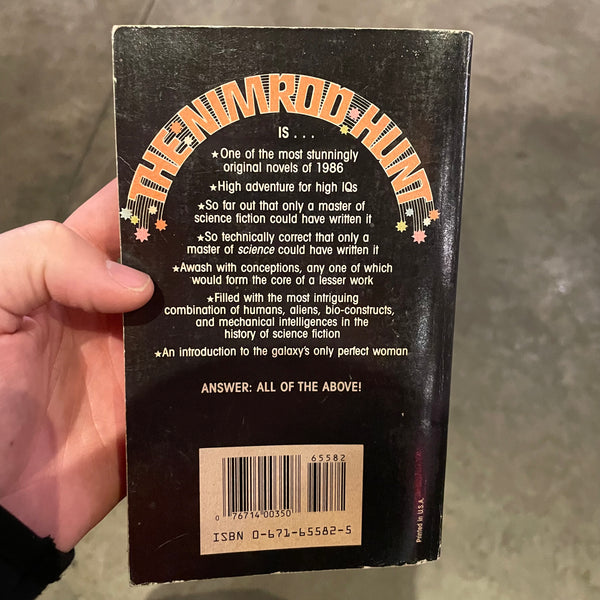 THE NIMROD HUNT
IS . . .
★One of the most stunningly
original novels of 1986
★High adventure for high IQs
★So far out that only a master of
science fiction could have written it
★So technically correct that only a
master of science could have written it
★Awash with conceptions, any one of which
would form the core of a lesser work
★Filled with the most intriguing
combination of humans, aliens, bio-constructs,
and mechanical intelligences in the
history of science fiction
★An introduction to the galaxy's only perfect woman
ANSWER: ALL OF THE ABOVE!
65582
0 76714 00350
ISBN 0-671-65582-5
Printed in U.S.A.